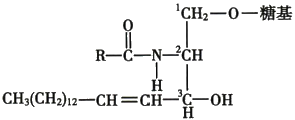 ¹CH₂—O—糖基
O
R—C—N—²CH
H
CH₃(CH₂)₁₂—CH=CH—³C—OH
H